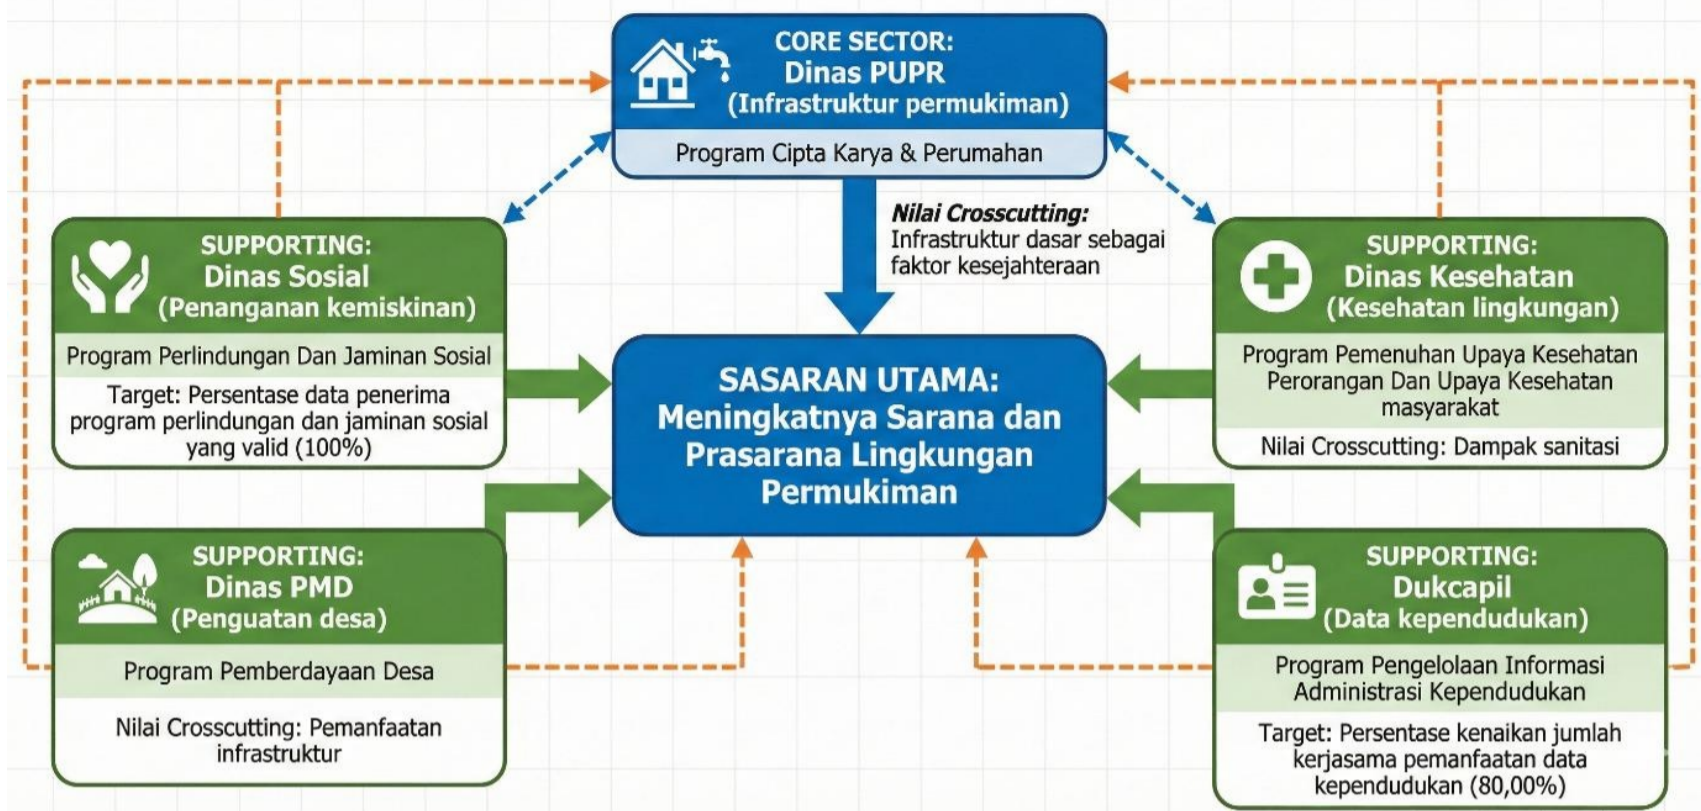 CORE SECTOR:
Dinas PUPR
(Infrastruktur permukiman)
Program Cipta Karya & Perumahan
Nilai Crosscutting:
Infrastruktur dasar sebagai
faktor kesejahteraan
SUPPORTING:
Dinas Sosial
(Penanganan kemiskinan)
Program Perlindungan Dan Jaminan Sosial
Target: Persentase data penerima
program perlindungan dan jaminan sosial
yang valid (100%)
SUPPORTING:
Dinas Kesehatan
(Kesehatan lingkungan)
Program Pemenuhan Upaya Kesehatan
Perorangan Dan Upaya Kesehatan
masyarakat
Nilai Crosscutting: Dampak sanitasi
SASARAN UTAMA:
Meningkatnya Sarana dan
Prasarana Lingkungan
Permukiman
SUPPORTING:
Dinas PMD
(Penguatan desa)
Program Pemberdayaan Desa
Nilai Crosscutting: Pemanfaatan
infrastruktur
SUPPORTING:
Dukcapil
(Data kependudukan)
Program Pengelolaan Informasi
Administrasi Kependudukan
Target: Persentase kenaikan jumlah
kerjasama pemanfaatan data
kependudukan (80,00%)